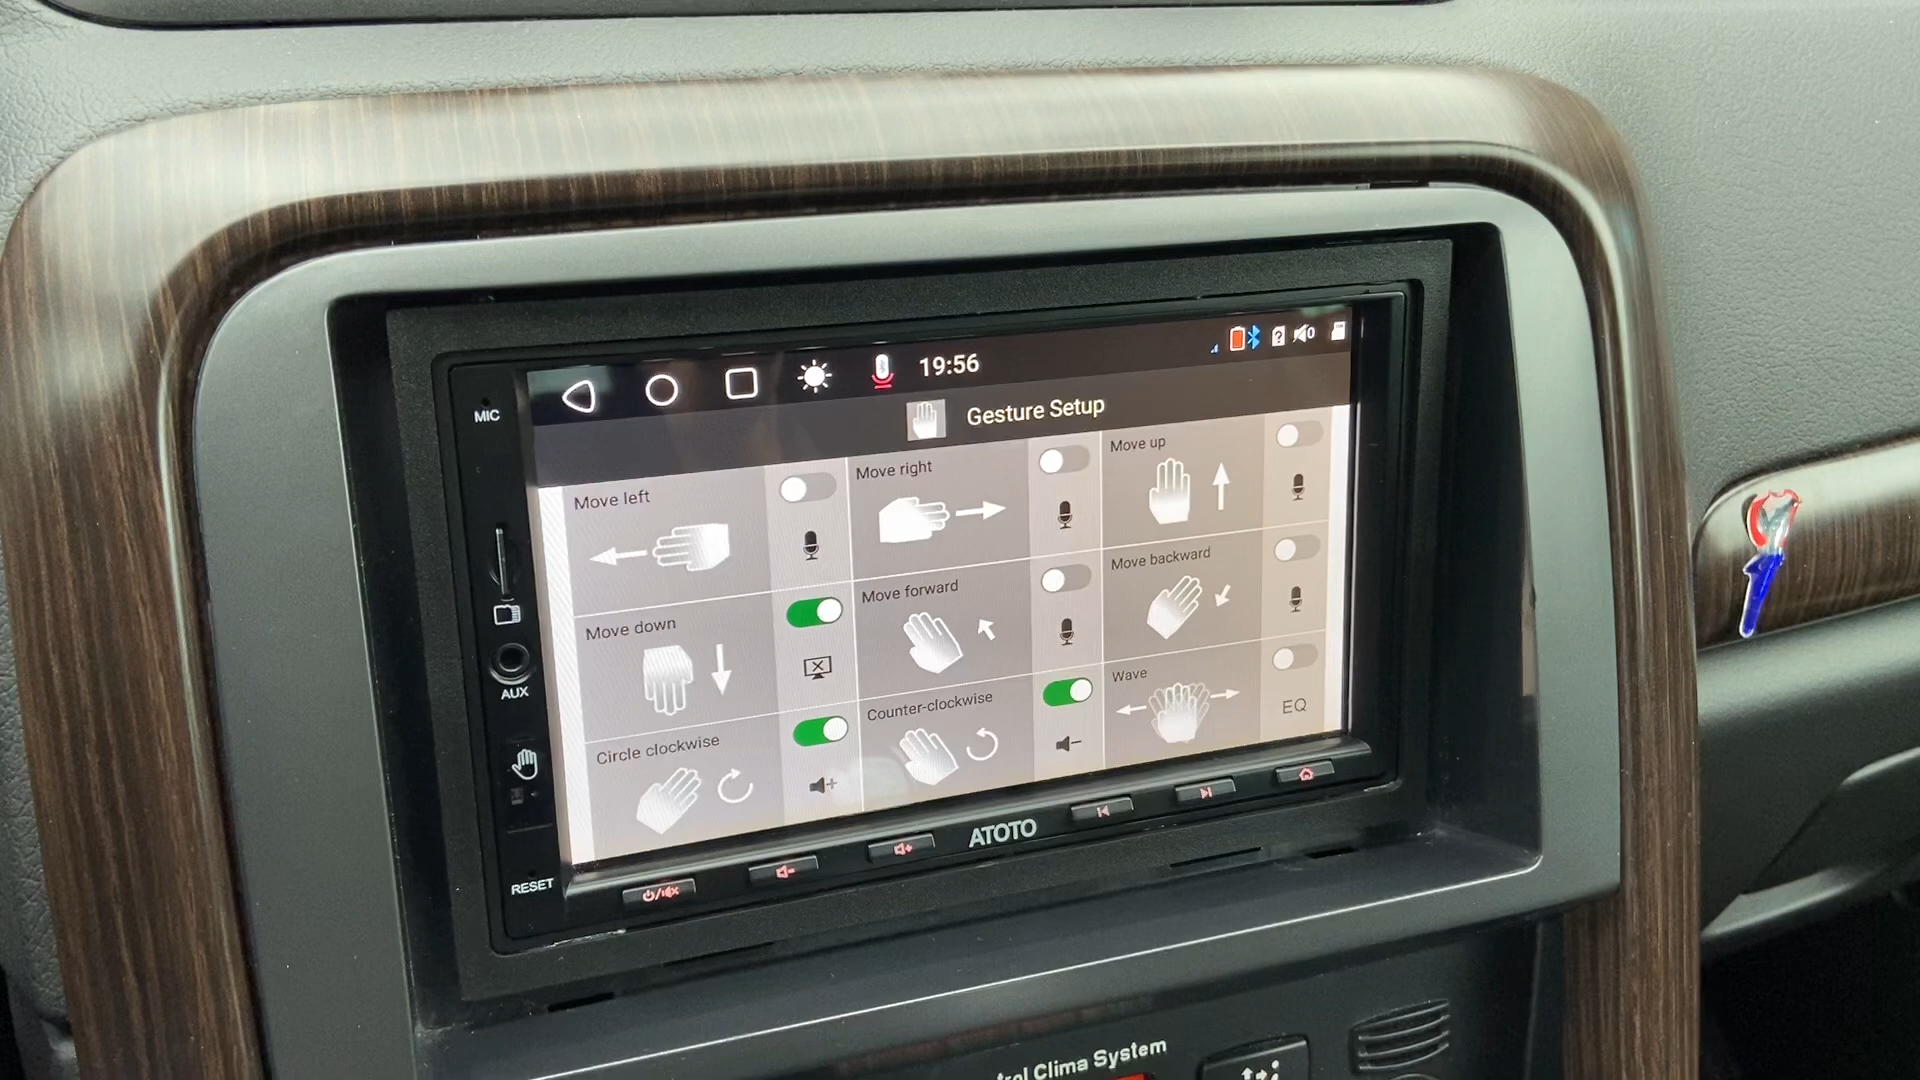 19:56
0
Gesture Setup
MIC
Move left
Move right
Move up
Move down
Move forward
Move backward
Circle clockwise
Counter-clockwise
Wave
EQ
AUX
RESET
ATOTO
Clima System